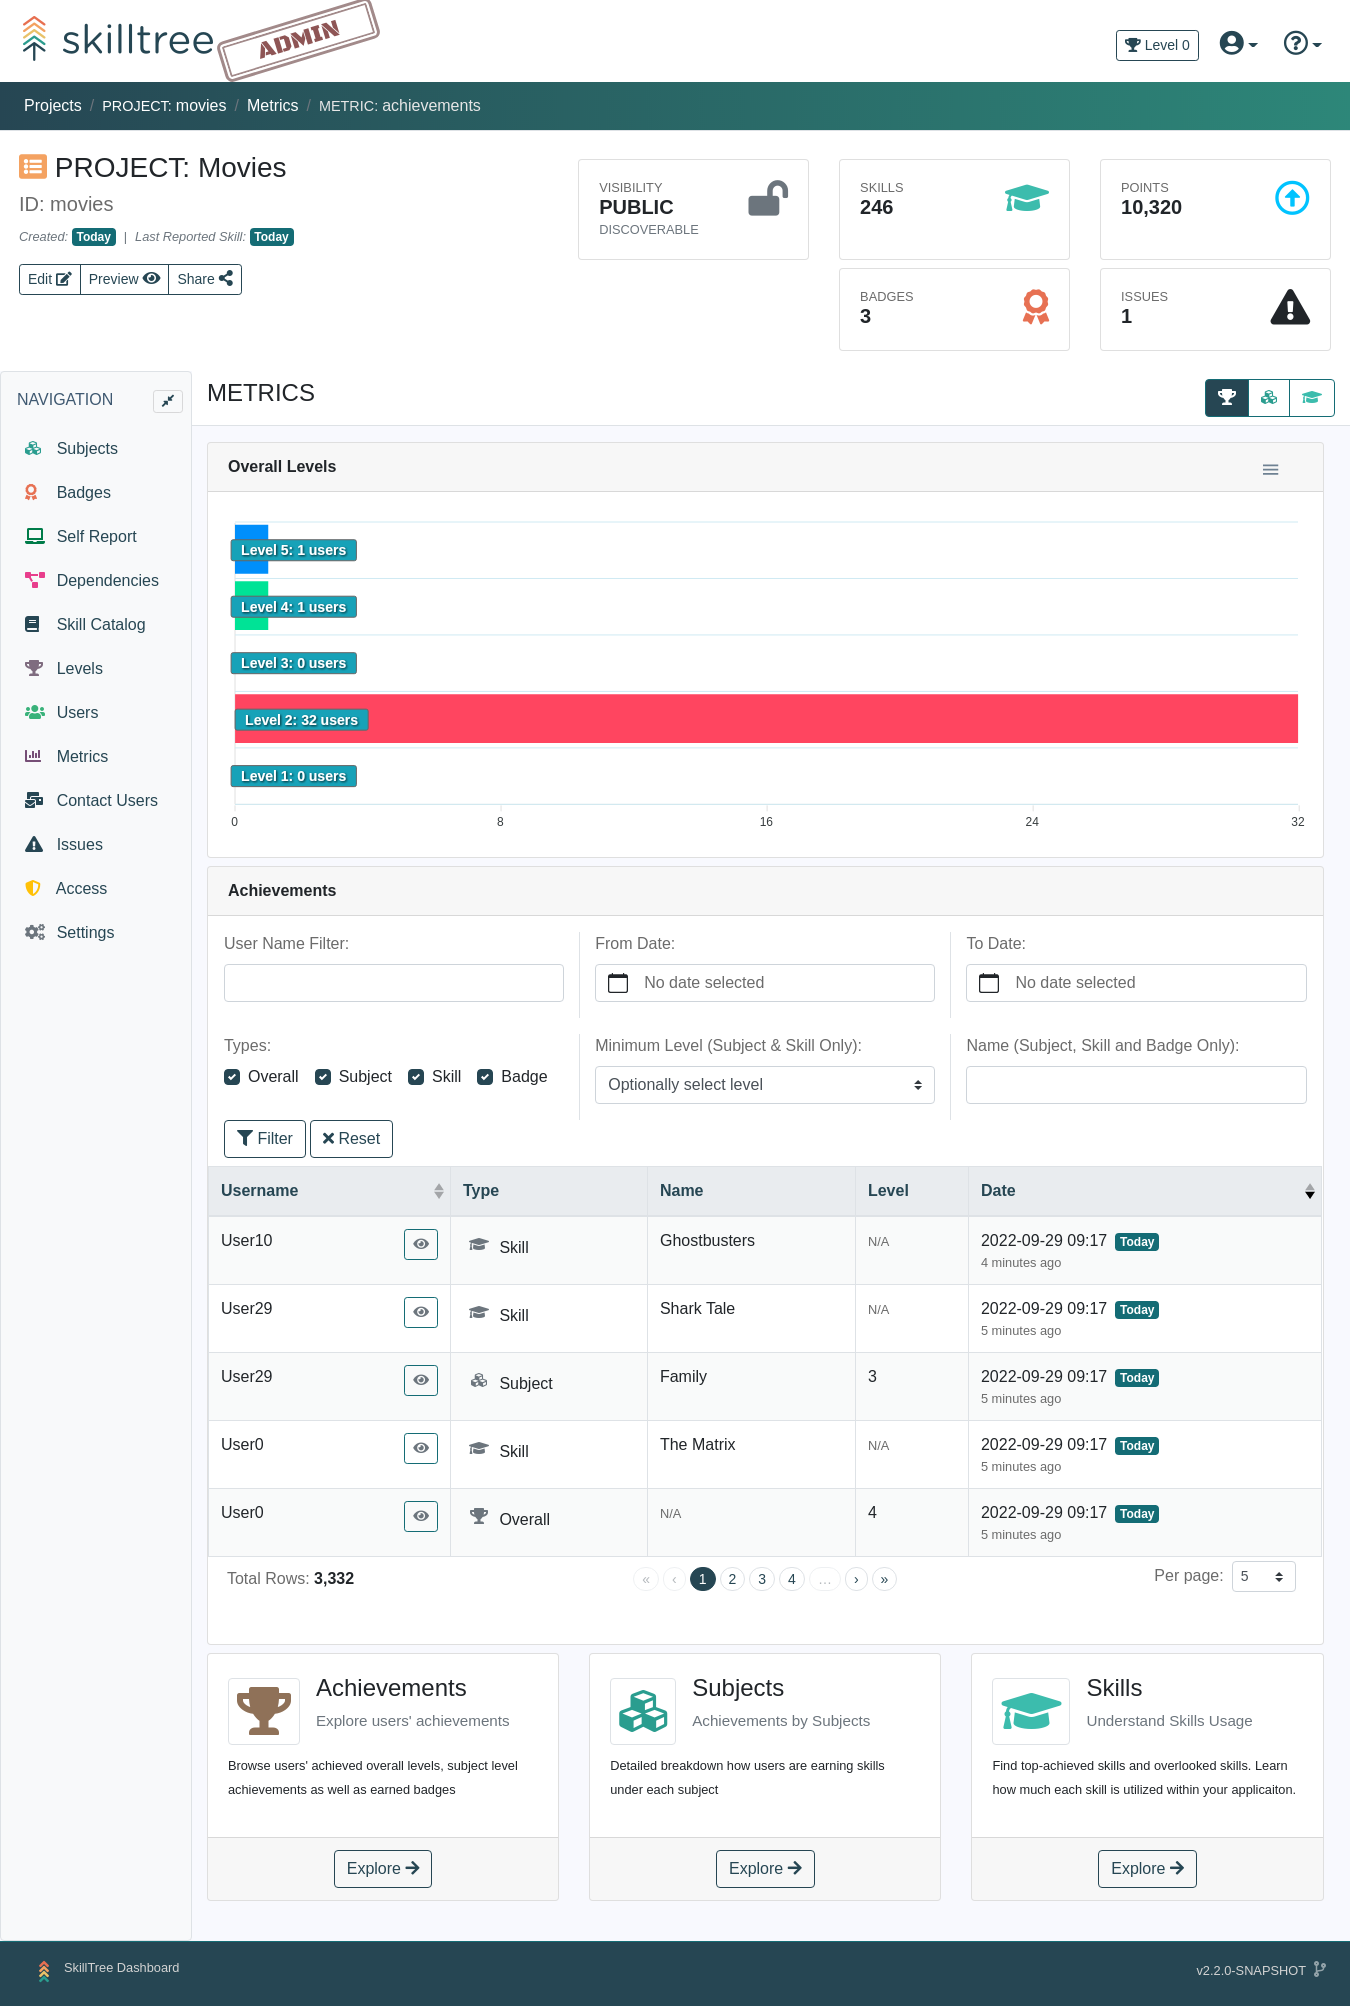 skilltree ADMIN
Level 0
Projects / PROJECT: movies / Metrics / METRIC: achievements
PROJECT: Movies
ID: movies
Created: Today | Last Reported Skill: Today
Edit Preview Share
VISIBILITY
PUBLIC
DISCOVERABLE
SKILLS
246
POINTS
10,320
BADGES
3
ISSUES
1
NAVIGATION
Subjects
Badges
Self Report
Dependencies
Skill Catalog
Levels
Users
Metrics
Contact Users
Issues
Access
Settings
METRICS
Overall Levels
Level 5: 1 users
Level 4: 1 users
Level 3: 0 users
Level 2: 32 users
Level 1: 0 users
0 8 16 24 32
Achievements
User Name Filter: From Date: To Date:
No date selected No date selected
Types: Minimum Level (Subject & Skill Only): Name (Subject, Skill and Badge Only):
Overall Subject Skill Badge Optionally select level
Filter Reset
Username Type Name Level Date
User10 Skill Ghostbusters N/A 2022-09-29 09:17 Today
4 minutes ago
User29 Skill Shark Tale N/A 2022-09-29 09:17 Today
5 minutes ago
User29 Subject Family 3 2022-09-29 09:17 Today
5 minutes ago
User0 Skill The Matrix N/A 2022-09-29 09:17 Today
5 minutes ago
User0 Overall N/A 4 2022-09-29 09:17 Today
5 minutes ago
Total Rows: 3,332 « ‹ 1 2 3 4 … › » Per page: 5
Achievements
Explore users' achievements
Browse users' achieved overall levels, subject level
achievements as well as earned badges
Explore
Subjects
Achievements by Subjects
Detailed breakdown how users are earning skills
under each subject
Explore
Skills
Understand Skills Usage
Find top-achieved skills and overlooked skills. Learn
how much each skill is utilized within your applicaiton.
Explore
SkillTree Dashboard v2.2.0-SNAPSHOT